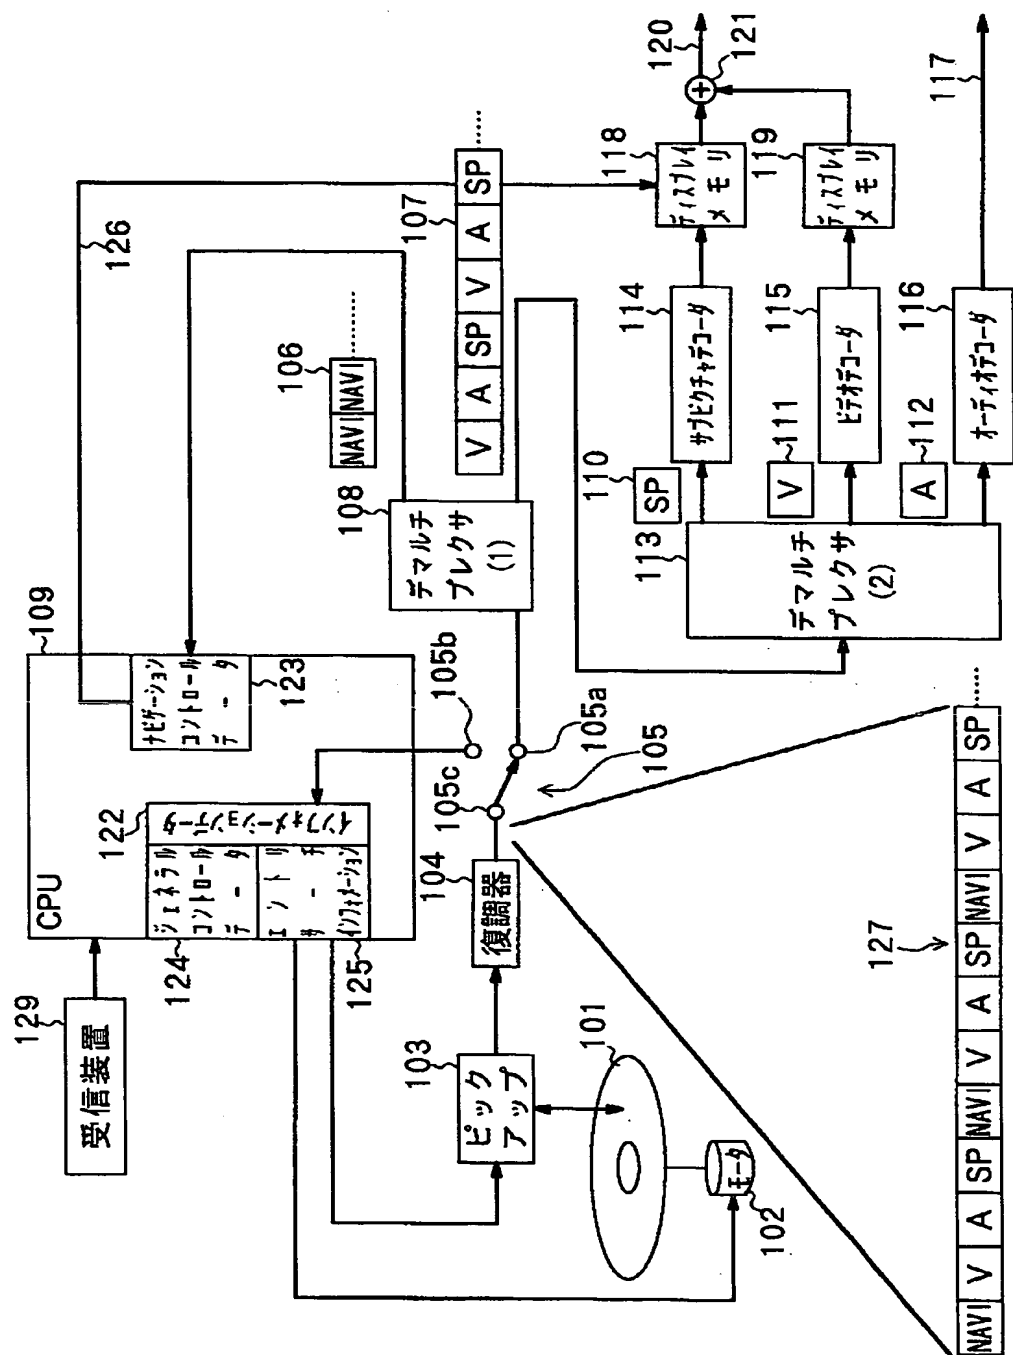 129
受信装置
CPU
109
124
ジェネラル
コントロール
データ
122
インフォメーションデータ
エントリ
サーチ
インフォメーション
125
ナビゲーション
コントロール
データ
123
126
103
ピック
アップ
104
復調器
105c
105b
105a
105
101
モータ
102
108
デマルチ
プレクサ
(1)
106
NAVI NAVI ........
107
V A SP V A SP ......
113
デマルチ
プレクサ
(2)
110
SP
111
V
112
A
114
サブピクチャデコーダ
115
ビデオデコーダ
116
オーディオデコーダ
118
ディスプレイ
メモリ
119
ディスプレイ
メモリ
120
+
121
117
127
NAVI V A SP NAVI V A SP NAVI V A SP ......